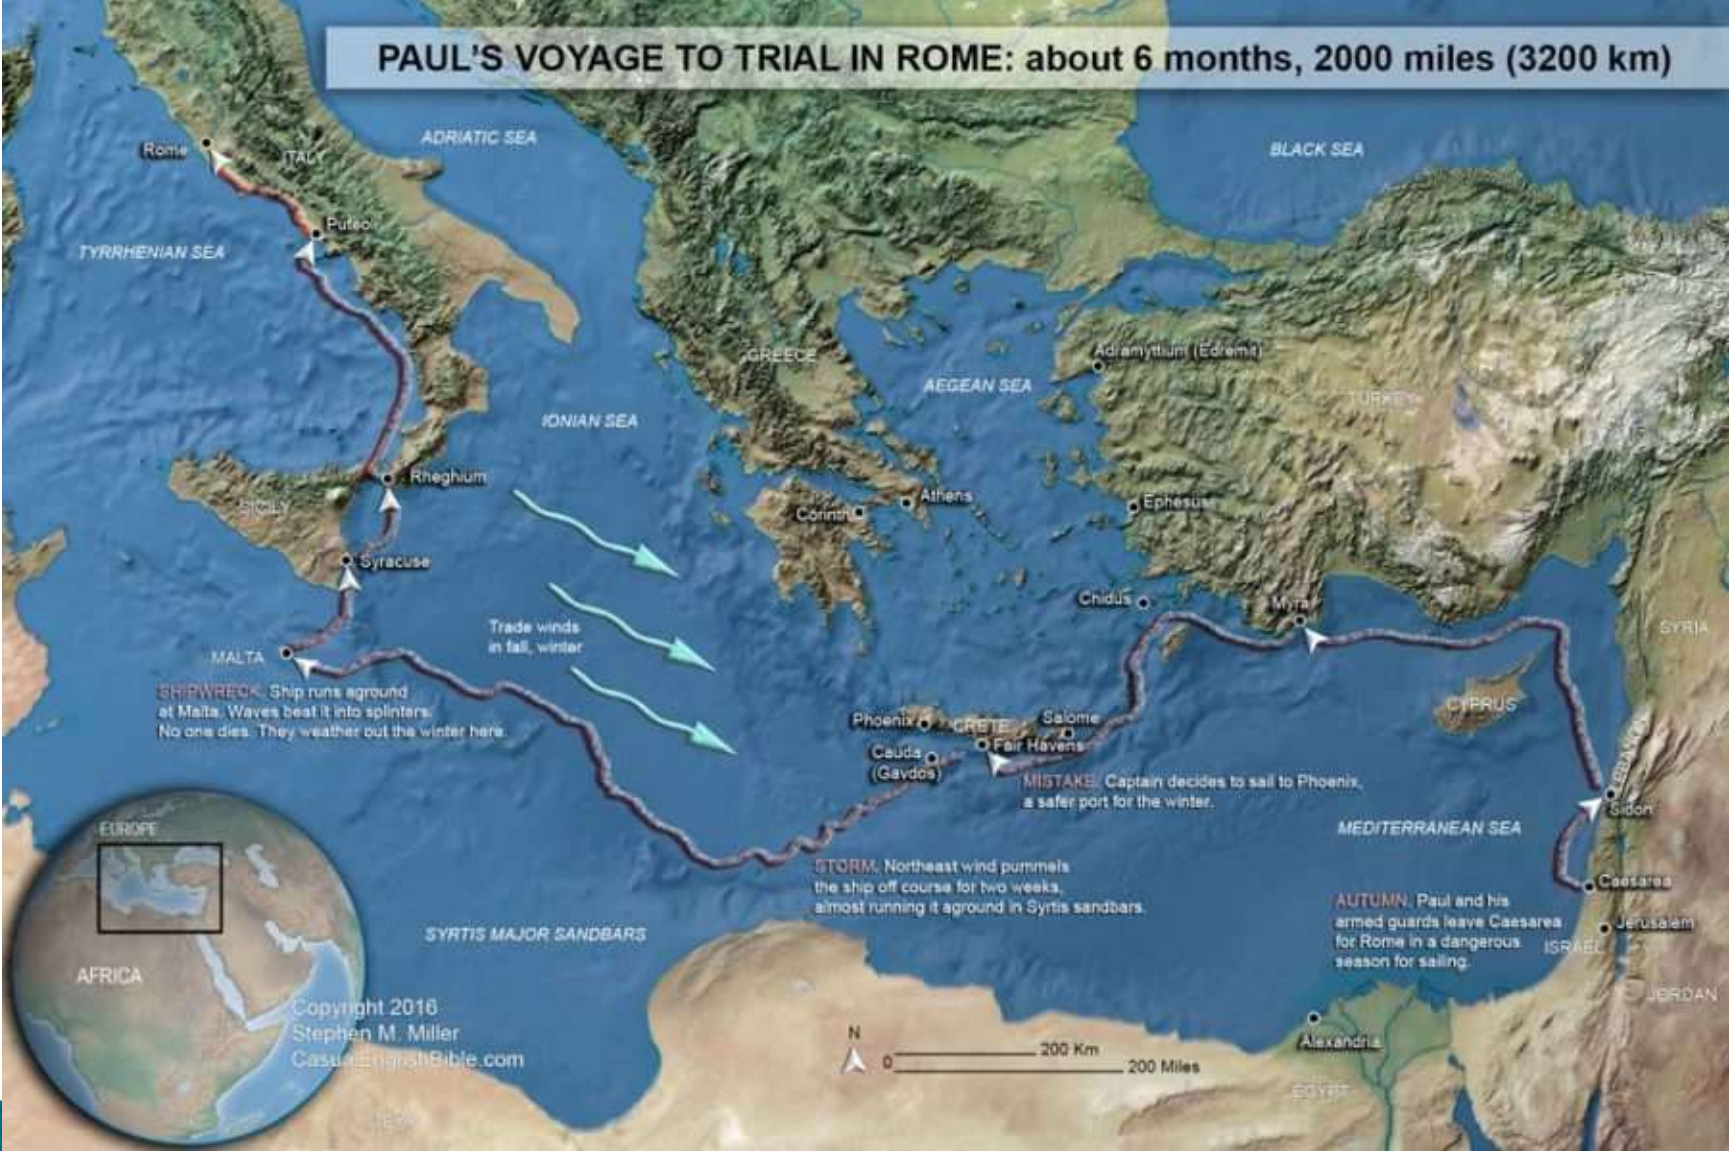 PAUL'S VOYAGE TO TRIAL IN ROME: about 6 months, 2000 miles (3200 km)
ADRIATIC SEA
BLACK SEA
Rome
ITALY
Puteoli
TYRRHENIAN SEA
GREECE
Adramyttium (Edremit)
AEGEAN SEA
TURKEY
IONIAN SEA
Rheghium
SICILY
Athens
Corinth
Ephesus
Syracuse
Chidus
Myra
Trade winds
in fall, winter
SYRIA
MALTA
SHIPWRECK. Ship runs aground
at Malta. Waves beat it into splinters.
No one dies. They weather out the winter here.
CYPRUS
Phoenix
CRETE
Salome
Fair Havens
Cauda
(Gavdos)
MISTAKE. Captain decides to sail to Phoenix,
a safer port for the winter.
LEBANON
Sidon
MEDITERRANEAN SEA
EUROPE
STORM. Northeast wind pummels
the ship off course for two weeks,
almost running it aground in Syrtis sandbars.
Caesarea
AUTUMN. Paul and his
armed guards leave Caesarea
for Rome in a dangerous
season for sailing.
Jerusalem
ISRAEL
SYRTIS MAJOR SANDBARS
AFRICA
JORDAN
Copyright 2016
Stephen M. Miller
CasualEnglishBible.com
N
0
200 Km
200 Miles
Alexandria
EGYPT